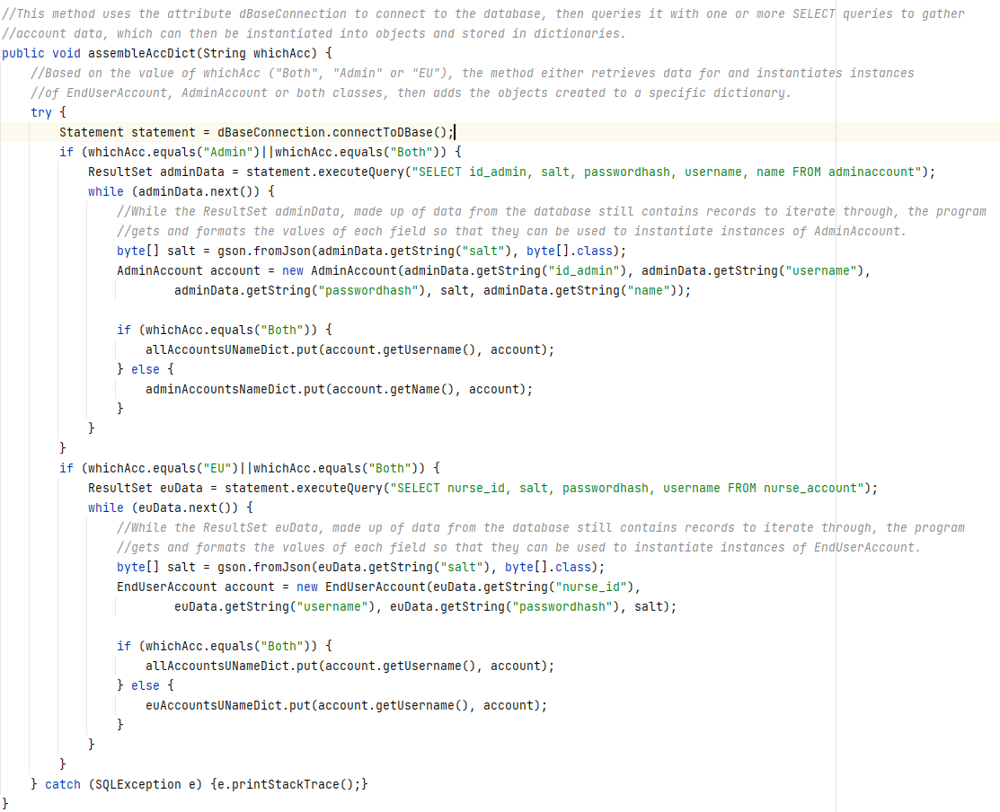 //This method uses the attribute dBaseConnection to connect to the database, then queries it with one or more SELECT queries to gather
//account data, which can then be instantiated into objects and stored in dictionaries.
public void assembleAccDict(String whichAcc) {
    //Based on the value of whichAcc ("Both", "Admin" or "EU"), the method either retrieves data for and instantiates instances
    //of EndUserAccount, AdminAccount or both classes, then adds the objects created to a specific dictionary.
    try {
        Statement statement = dBaseConnection.connectToDBase();
        if (whichAcc.equals("Admin")||whichAcc.equals("Both")) {
            ResultSet adminData = statement.executeQuery("SELECT id_admin, salt, passwordhash, username, name FROM adminaccount");
            while (adminData.next()) {
                //While the ResultSet adminData, made up of data from the database still contains records to iterate through, the program
                //gets and formats the values of each field so that they can be used to instantiate instances of AdminAccount.
                byte[] salt = gson.fromJson(adminData.getString("salt"), byte[].class);
                AdminAccount account = new AdminAccount(adminData.getString("id_admin"), adminData.getString("username"),
                        adminData.getString("passwordhash"), salt, adminData.getString("name"));

                if (whichAcc.equals("Both")) {
                    allAccountsUNameDict.put(account.getUsername(), account);
                } else {
                    adminAccountsNameDict.put(account.getName(), account);
                }
            }
        }
        if (whichAcc.equals("EU")||whichAcc.equals("Both")) {
            ResultSet euData = statement.executeQuery("SELECT nurse_id, salt, passwordhash, username FROM nurse_account");
            while (euData.next()) {
                //While the ResultSet euData, made up of data from the database still contains records to iterate through, the program
                //gets and formats the values of each field so that they can be used to instantiate instances of EndUserAccount.
                byte[] salt = gson.fromJson(euData.getString("salt"), byte[].class);
                EndUserAccount account = new EndUserAccount(euData.getString("nurse_id"),
                        euData.getString("username"), euData.getString("passwordhash"), salt);

                if (whichAcc.equals("Both")) {
                    allAccountsUNameDict.put(account.getUsername(), account);
                } else {
                    euAccountsUNameDict.put(account.getUsername(), account);
                }
            }
        }
    } catch (SQLException e) {e.printStackTrace();}
}